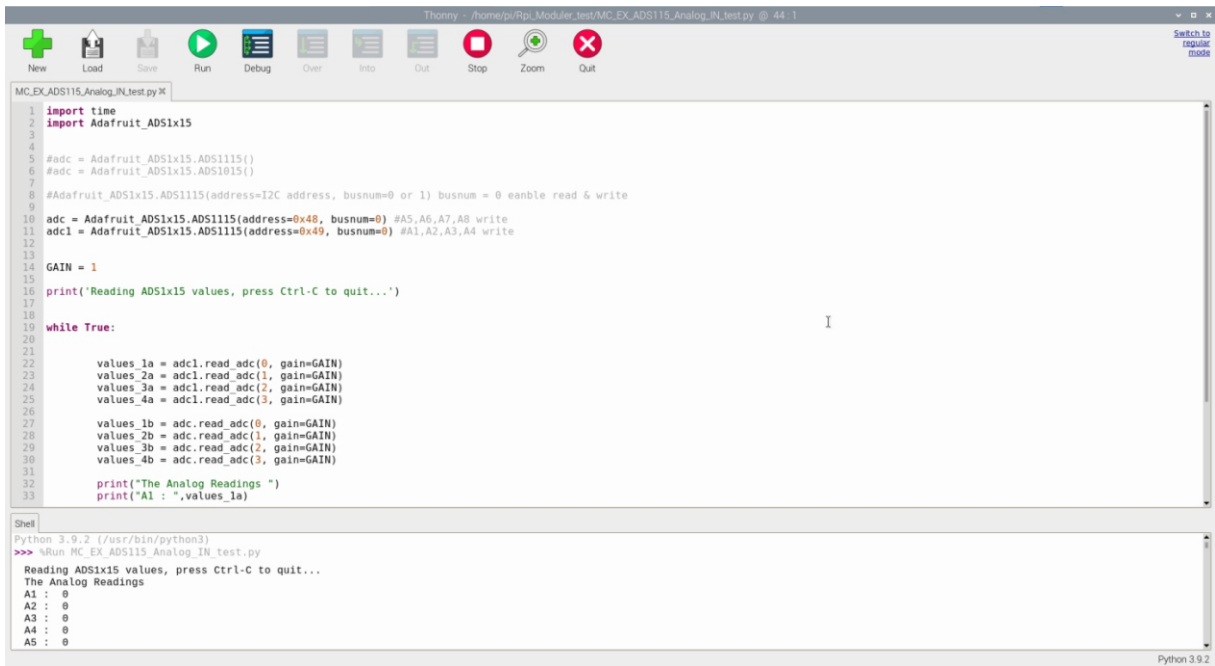 Thonny - /home/pi/Rpi_Moduler_test/MC_EX_ADS115_Analog_IN_test.py @ 44:1
New Load Save Run Debug Over Into Out Stop Zoom Quit
Switch to
regular
mode
MC_EX_ADS115_Analog_IN_test.py
1 import time
2 import Adafruit_ADS1x15
3
4
5 #adc = Adafruit_ADS1x15.ADS1115()
6 #adc = Adafruit_ADS1x15.ADS1015()
7
8 #Adafruit_ADS1x15.ADS1115(address=I2C address, busnum=0 or 1) busnum = 0 eanble read & write
9
10 adc = Adafruit_ADS1x15.ADS1115(address=0x48, busnum=0) #A5,A6,A7,A8 write
11 adc1 = Adafruit_ADS1x15.ADS1115(address=0x49, busnum=0) #A1,A2,A3,A4 write
12
13
14 GAIN = 1
15
16 print('Reading ADS1x15 values, press Ctrl-C to quit...')
17
18
19 while True:
20
21
22 values_1a = adc1.read_adc(0, gain=GAIN)
23 values_2a = adc1.read_adc(1, gain=GAIN)
24 values_3a = adc1.read_adc(2, gain=GAIN)
25 values_4a = adc1.read_adc(3, gain=GAIN)
26
27 values_1b = adc.read_adc(0, gain=GAIN)
28 values_2b = adc.read_adc(1, gain=GAIN)
29 values_3b = adc.read_adc(2, gain=GAIN)
30 values_4b = adc.read_adc(3, gain=GAIN)
31
32 print("The Analog Readings ")
33 print("A1 : ",values_1a)
Shell
Python 3.9.2 (/usr/bin/python3)
>>> %Run MC_EX_ADS115_Analog_IN_test.py
Reading ADS1x15 values, press Ctrl-C to quit...
The Analog Readings
A1 : 0
A2 : 0
A3 : 0
A4 : 0
A5 : 0
Python 3.9.2